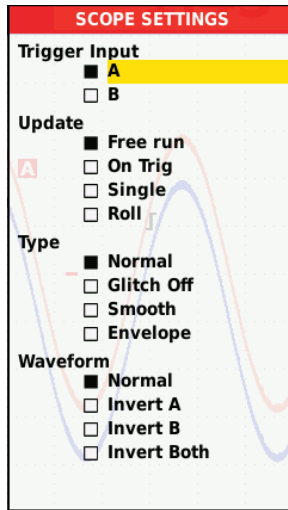 SCOPE SETTINGS
Trigger Input
A
B
Update
Free run
On Trig
A
Single
Roll
Type
Normal
Glitch Off
Smooth
Envelope
Waveform
Normal
Invert A
Invert B
Invert Both